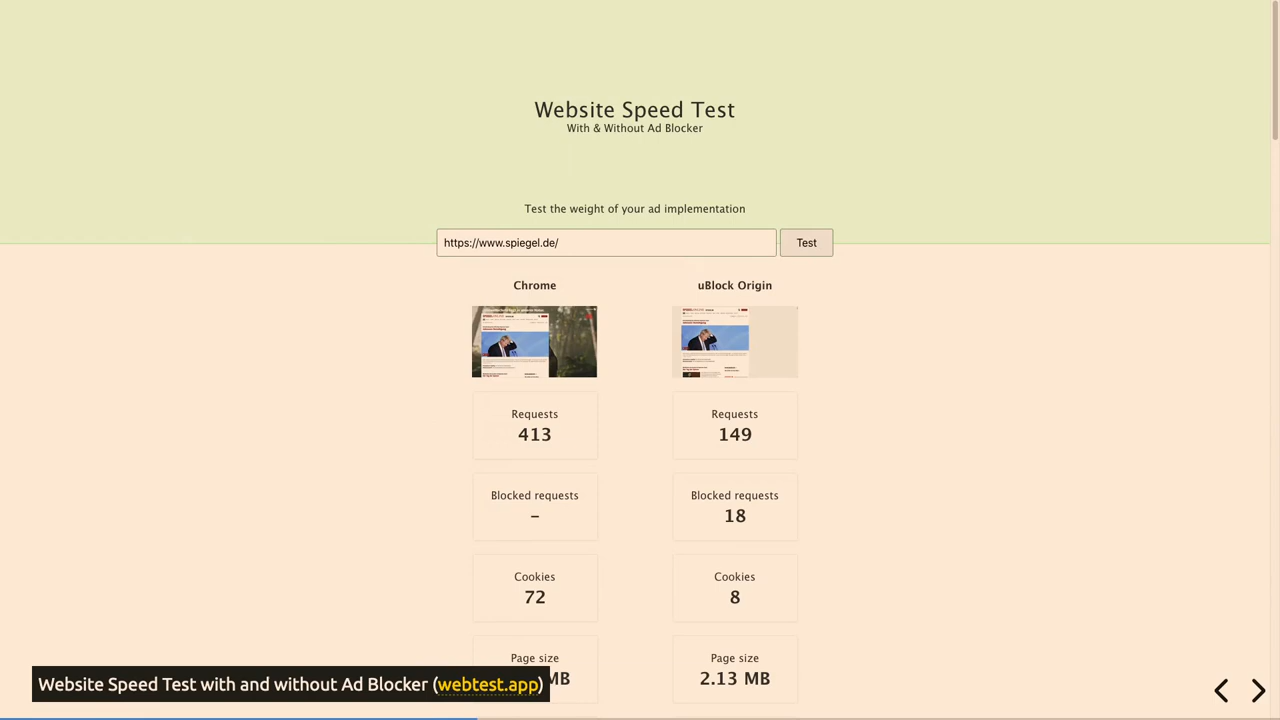 Website Speed Test
With & Without Ad Blocker
Test the weight of your ad implementation
https://www.spiegel.de/
Test
Chrome
uBlock Origin
Requests
413
Requests
149
Blocked requests
–
Blocked requests
18
Cookies
72
Cookies
8
Page size
MB
Page size
2.13 MB
Website Speed Test with and without Ad Blocker (webtest.app)